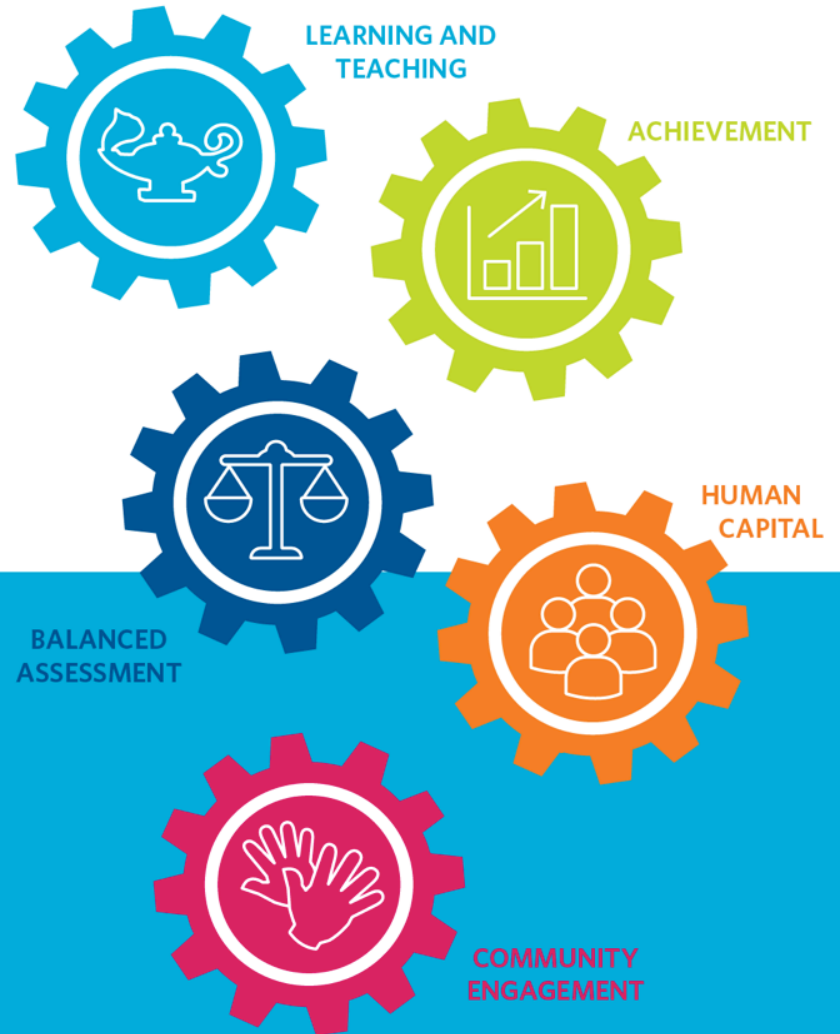 LEARNING AND
TEACHING
ACHIEVEMENT
HUMAN
CAPITAL
BALANCED
ASSESSMENT
COMMUNITY
ENGAGEMENT